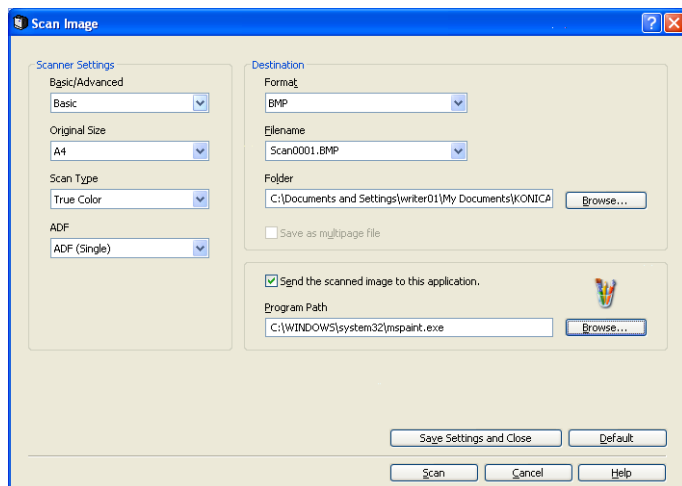 Scan Image
Scanner Settings
Basic/Advanced
Basic
Original Size
A4
Scan Type
True Color
ADF
ADF (Single)
Destination
Format
BMP
Filename
Scan0001.BMP
Folder
C:\Documents and Settings\writer01\My Documents\KONICA
Browse...
Save as multipage file
Send the scanned image to this application.
Program Path
C:\WINDOWS\system32\mspaint.exe
Browse...
Save Settings and Close
Default
Scan
Cancel
Help